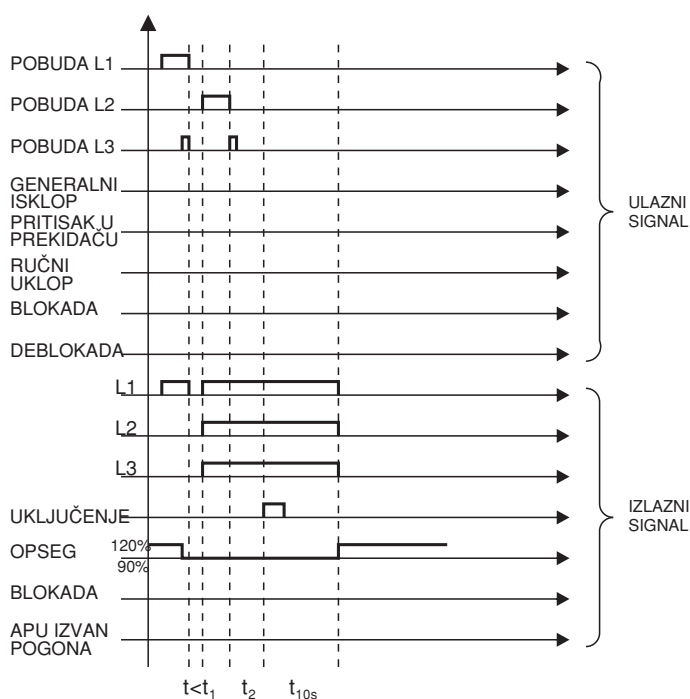 POBUDA L1
POBUDA L2
POBUDA L3
GENERALNI
ISKLOP
PRITISAK U
PREKIDAČU
RUČNI
UKLOP
BLOKADA
DEBLOKADA
ULAZNI
SIGNAL
L1
L2
L3
UKLJUČENJE
OPSEG
120%
90%
BLOKADA
APU IZVAN
POGONA
IZLAZNI
SIGNAL
t<t₁ t₂ t₁₀ₛ